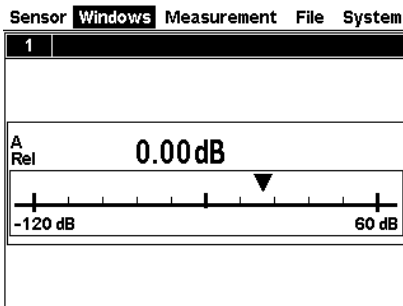 Sensor Windows Measurement File System
1
A
Rel
0.00 dB
-120 dB 60 dB